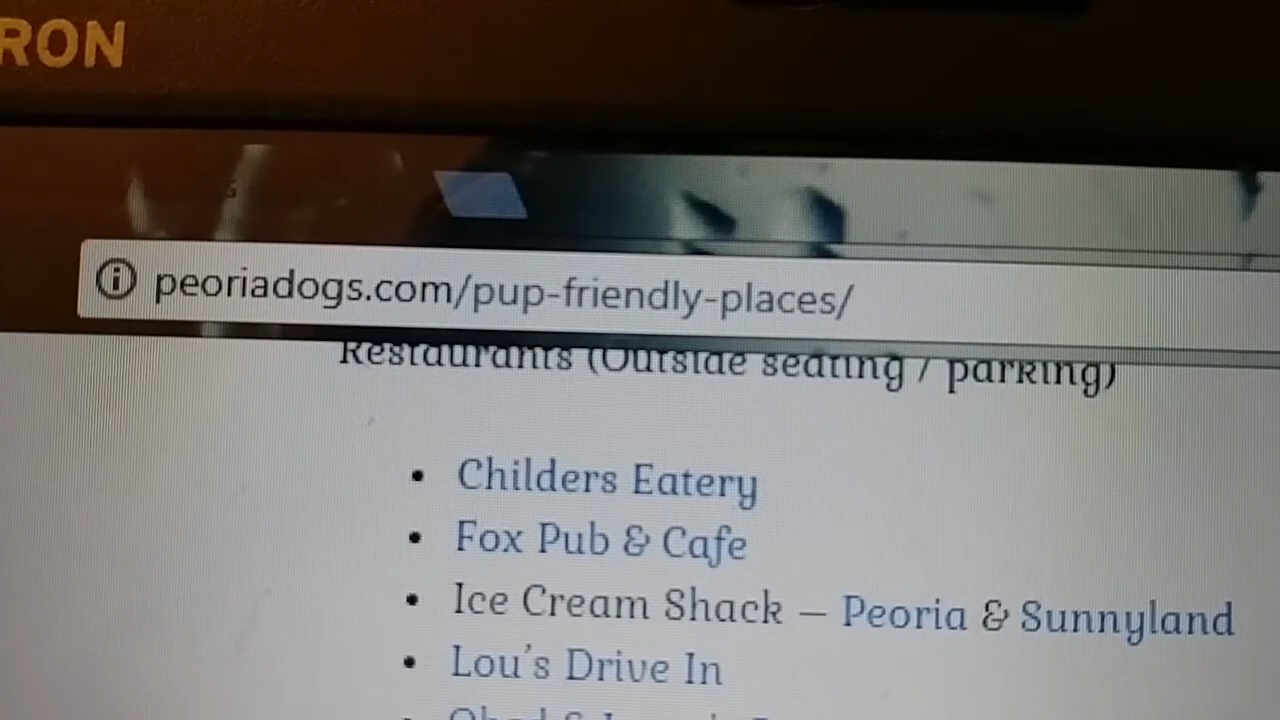 RON
peoriadogs.com/pup-friendly-places/
Restaurants (Outside seating / parking)
• Childers Eatery
• Fox Pub & Cafe
• Ice Cream Shack – Peoria & Sunnyland
• Lou's Drive In